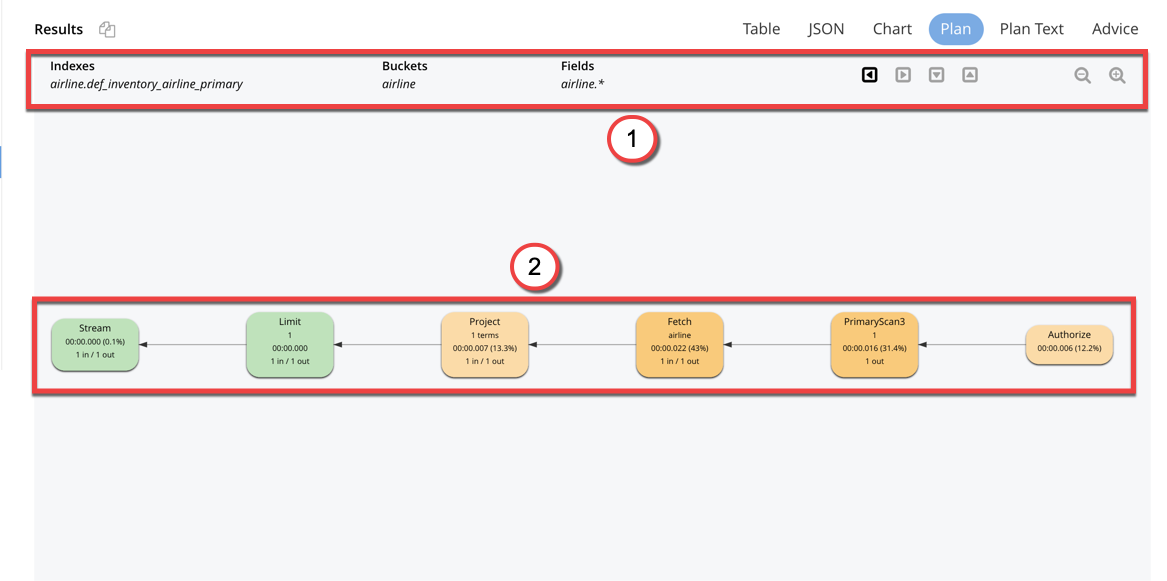 Results
Table JSON Chart Plan Plan Text Advice
Indexes Buckets Fields
airline.def_inventory_airline_primary airline airline.*
1
2
Stream
00:00.000 (0.1%)
1 in / 1 out
Limit
1
00:00.000
1 in / 1 out
Project
1 terms
00:00.007 (13.3%)
1 in / 1 out
Fetch
airline
00:00.022 (43%)
1 in / 1 out
PrimaryScan3
1
00:00.016 (31.4%)
1 out
Authorize
00:00.006 (12.2%)